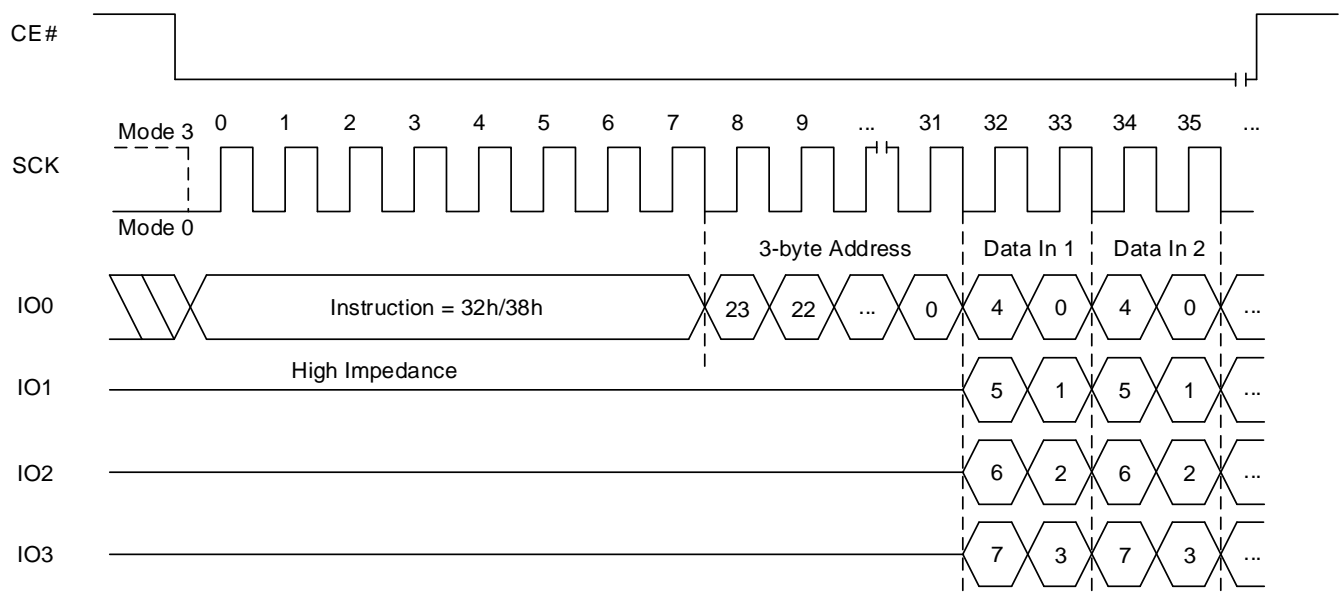 CE#
Mode 3 0 1 2 3 4 5 6 7 8 9 ... 31 32 33 34 35 ...
SCK
Mode 0
3-byte Address Data In 1 Data In 2
IO0 Instruction = 32h/38h 23 22 ... 0 4 0 4 0 ...
High Impedance
IO1 5 1 5 1 ...
IO2 6 2 6 2 ...
IO3 7 3 7 3 ...